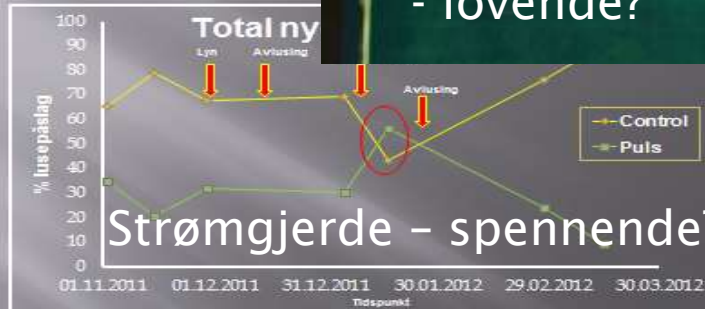 - lovende?
Total ny
Lyn
Avlusing
Avlusing
100
90
80
70
60
50
40
30
20
10
0
% lusepåslag
Control
Puls
Strømgjerde – spennende?
01.11.2011 01.12.2011 31.12.2011 30.01.2012 29.02.2012 30.03.2012
Tidspunkt